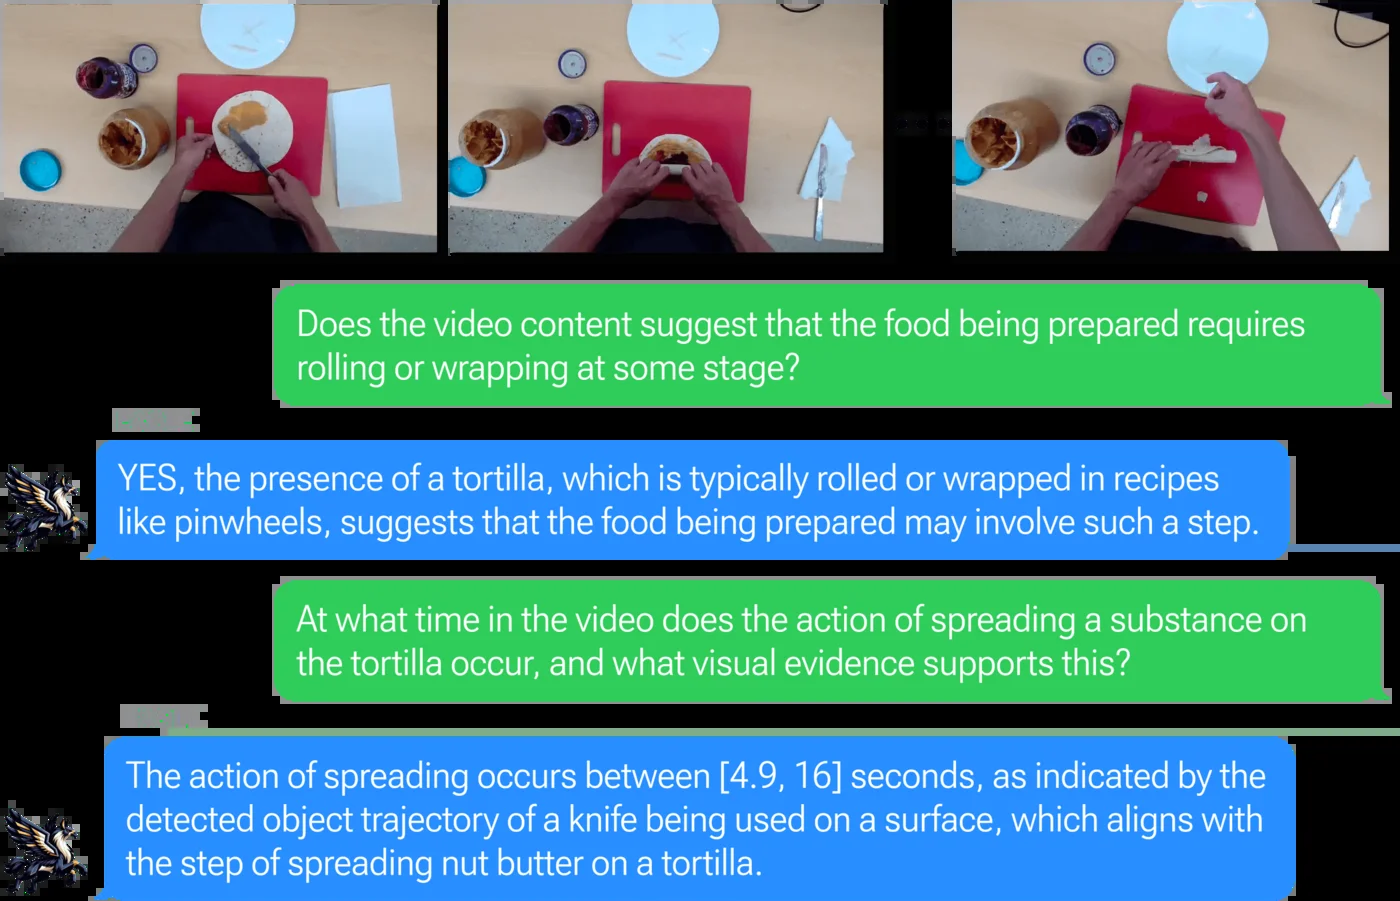 Does the video content suggest that the food being prepared requires
rolling or wrapping at some stage?
YES, the presence of a tortilla, which is typically rolled or wrapped in recipes
like pinwheels, suggests that the food being prepared may involve such a step.
At what time in the video does the action of spreading a substance on
the tortilla occur, and what visual evidence supports this?
The action of spreading occurs between [4.9, 16] seconds, as indicated by the
detected object trajectory of a knife being used on a surface, which aligns with
the step of spreading nut butter on a tortilla.